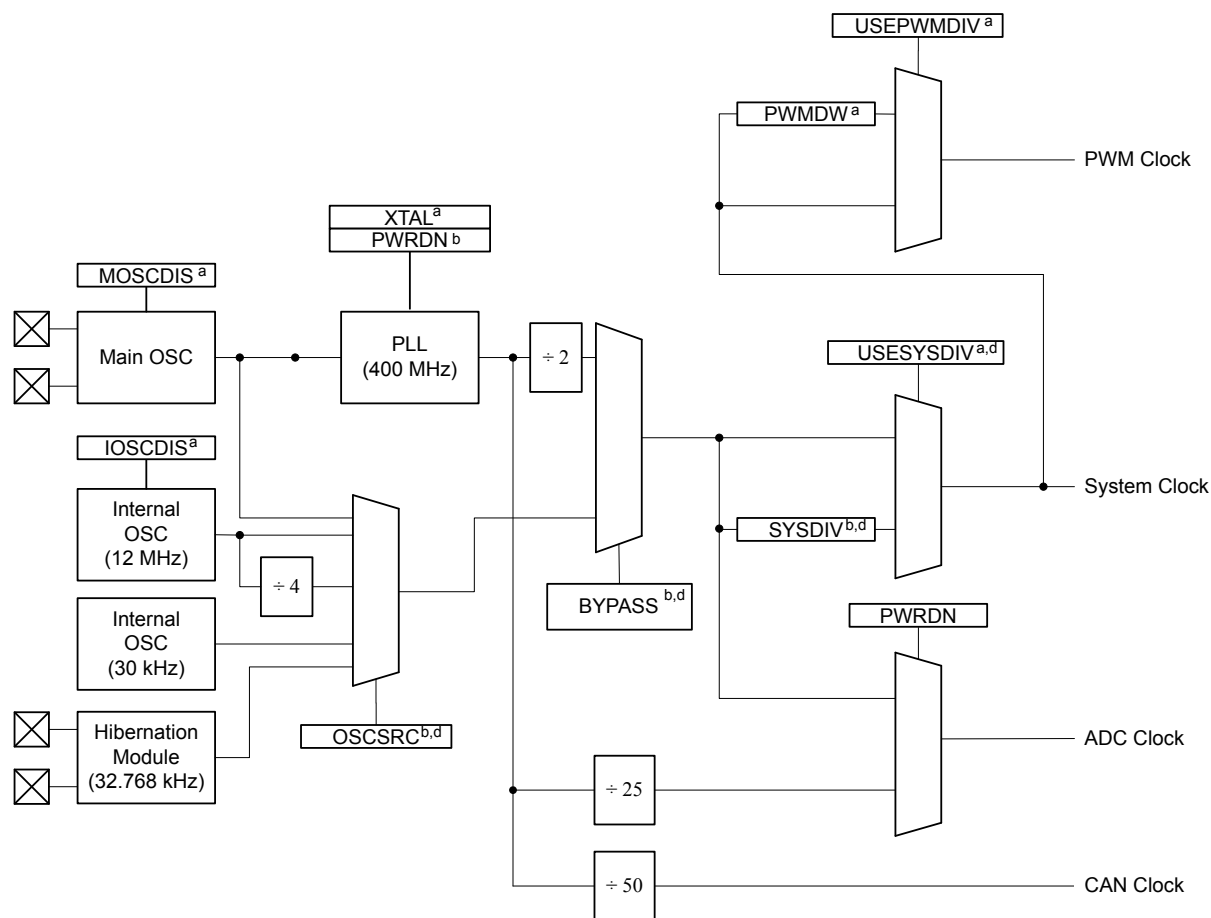 USEPWMDIV a
PWMDW a
PWM Clock
XTAL a
PWRDN b
MOSCDIS a
Main OSC
PLL
(400 MHz)
÷ 2
USESYSDIV a,d
IOSCDIS a
Internal
OSC
(12 MHz)
÷ 4
System Clock
SYSDIV b,d
BYPASS b,d
Internal
OSC
(30 kHz)
PWRDN
OSCSRC b,d
Hibernation
Module
(32.768 kHz)
ADC Clock
÷ 25
÷ 50
CAN Clock